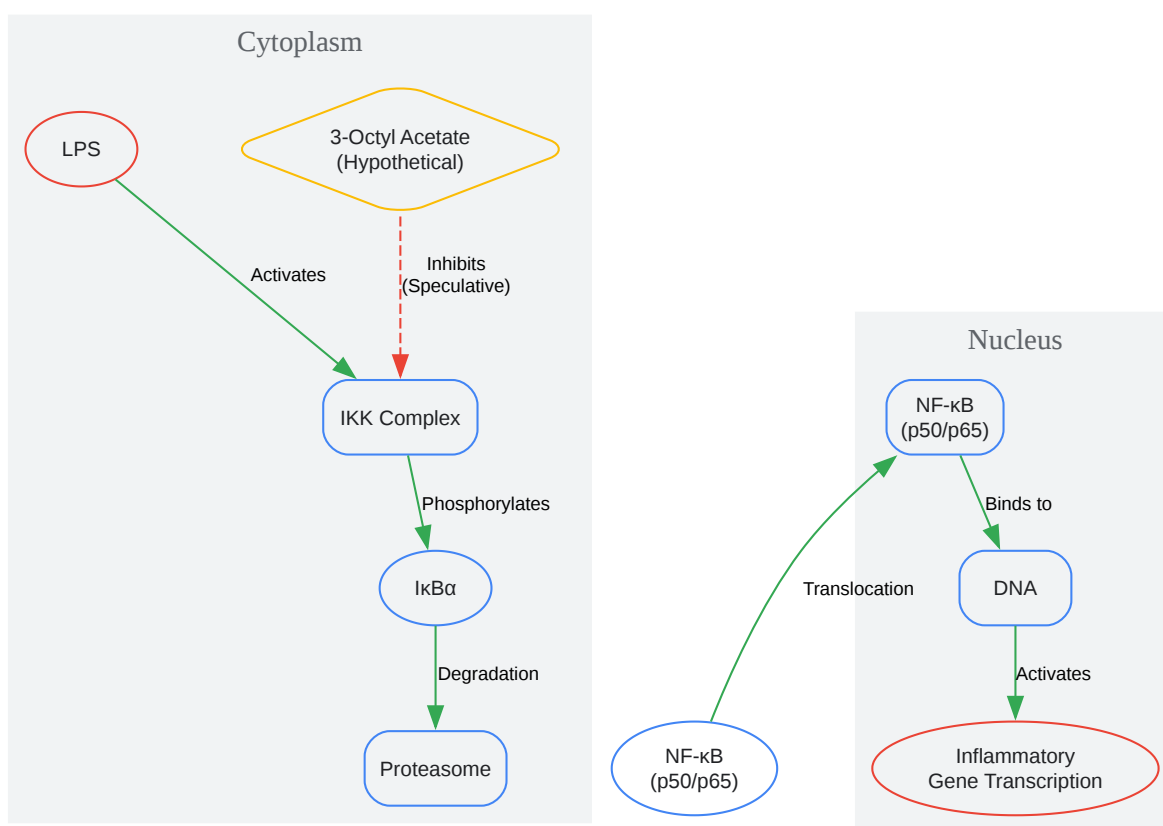 Cytoplasm
LPS
3-Octyl Acetate
(Hypothetical)
Activates
Inhibits
(Speculative)
IKK Complex
Phosphorylates
IκBα
Degradation
Proteasome
NF-κB
(p50/p65)
Translocation
Nucleus
NF-κB
(p50/p65)
Binds to
DNA
Activates
Inflammatory
Gene Transcription